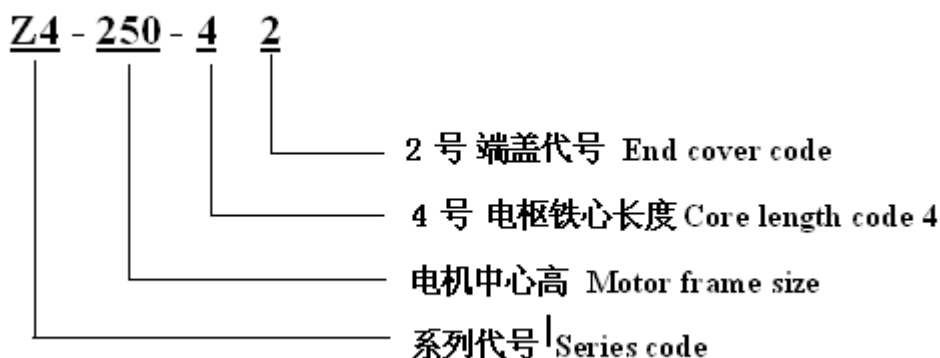 Z4 - 250 - 4 2
2 号 端盖代号 End cover code
4 号 电枢铁心长度 Core length code 4
电机中心高 Motor frame size
系列代号 Series code